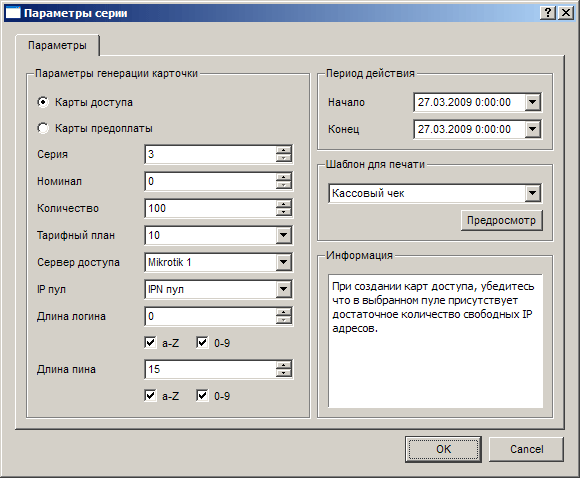 Параметры серии
Параметры
Параметры генерации карточки
Карты доступа
Карты предоплаты
Серия 3
Номинал 0
Количество 100
Тарифный план 10
Сервер доступа Mikrotik 1
IP пул IPN пул
Длина логина 0
a-Z 0-9
Длина пина 15
a-Z 0-9
Период действия
Начало 27.03.2009 0:00:00
Конец 27.03.2009 0:00:00
Шаблон для печати
Кассовый чек
Предросмотр
Информация
При создании карт доступа, убедитесь
что в выбранном пуле присутствует
достаточное количество свободных IP
адресов.
OK Cancel